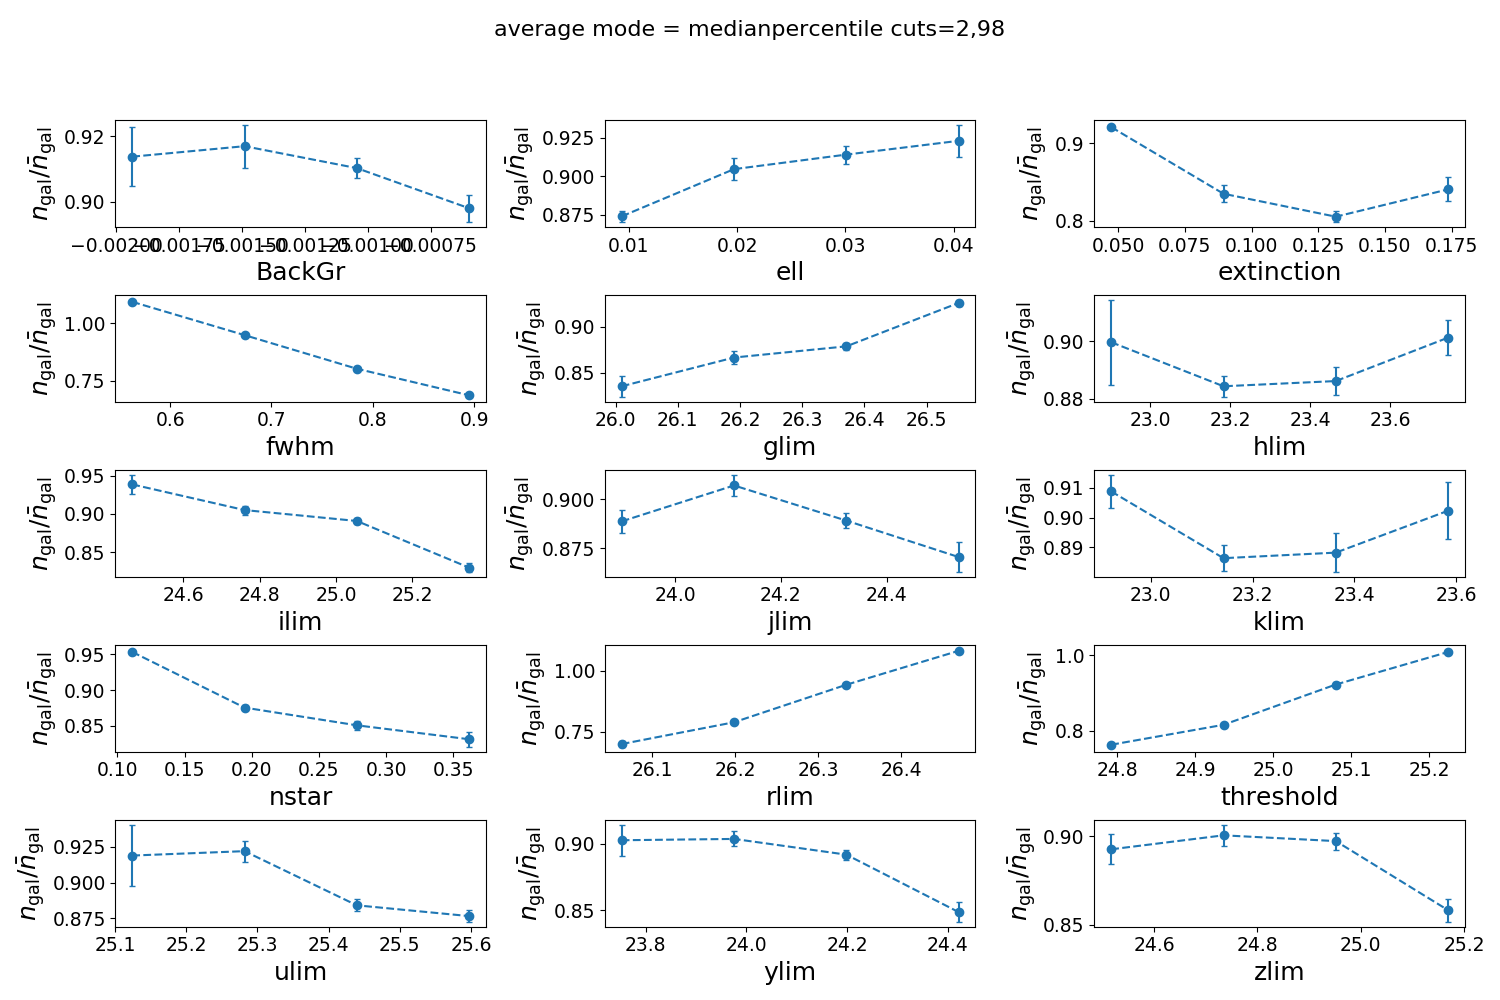 average mode = medianpercentile cuts=2,98
n_gal/n̄_gal
0.92
0.90
−0.00200 −0.00175 −0.00150 −0.00125 −0.00100 −0.00075
BackGr
n_gal/n̄_gal
0.925
0.900
0.875
0.01 0.02 0.03 0.04
ell
n_gal/n̄_gal
0.9
0.8
0.050 0.075 0.100 0.125 0.150 0.175
extinction
n_gal/n̄_gal
1.00
0.75
0.6 0.7 0.8 0.9
fwhm
n_gal/n̄_gal
0.90
0.85
26.0 26.1 26.2 26.3 26.4 26.5
glim
n_gal/n̄_gal
0.90
0.88
23.0 23.2 23.4 23.6
hlim
n_gal/n̄_gal
0.95
0.90
0.85
24.6 24.8 25.0 25.2
ilim
n_gal/n̄_gal
0.900
0.875
24.0 24.2 24.4
jlim
n_gal/n̄_gal
0.91
0.90
0.89
23.0 23.2 23.4 23.6
klim
n_gal/n̄_gal
0.95
0.90
0.85
0.10 0.15 0.20 0.25 0.30 0.35
nstar
n_gal/n̄_gal
1.00
0.75
26.1 26.2 26.3 26.4
rlim
n_gal/n̄_gal
1.0
0.8
24.8 24.9 25.0 25.1 25.2
threshold
n_gal/n̄_gal
0.925
0.900
0.875
25.1 25.2 25.3 25.4 25.5 25.6
ulim
n_gal/n̄_gal
0.90
0.85
23.8 24.0 24.2 24.4
ylim
n_gal/n̄_gal
0.90
0.85
24.6 24.8 25.0 25.2
zlim